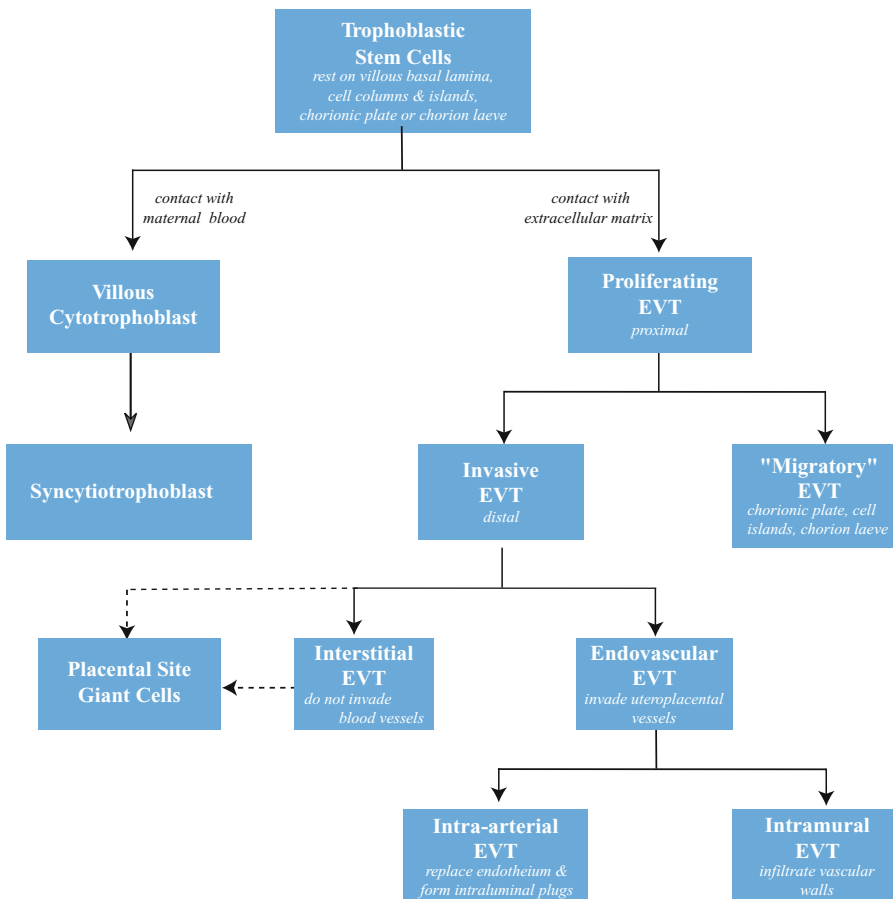 Trophoblastic
Stem Cells
rest on villous basal lamina,
cell columns & islands,
chorionic plate or chorion laeve
contact with
maternal blood
contact with
extracellular matrix
Villous
Cytotrophoblast
Proliferating
EVT
proximal
Syncytiotrophoblast
Invasive
EVT
distal
"Migratory"
EVT
chorionic plate, cell
islands, chorion laeve
Placental Site
Giant Cells
Interstitial
EVT
do not invade
blood vessels
Endovascular
EVT
invade uteroplacental
vessels
Intra-arterial
EVT
replace endotheium &
form intraluminal plugs
Intramural
EVT
infiltrate vascular
walls